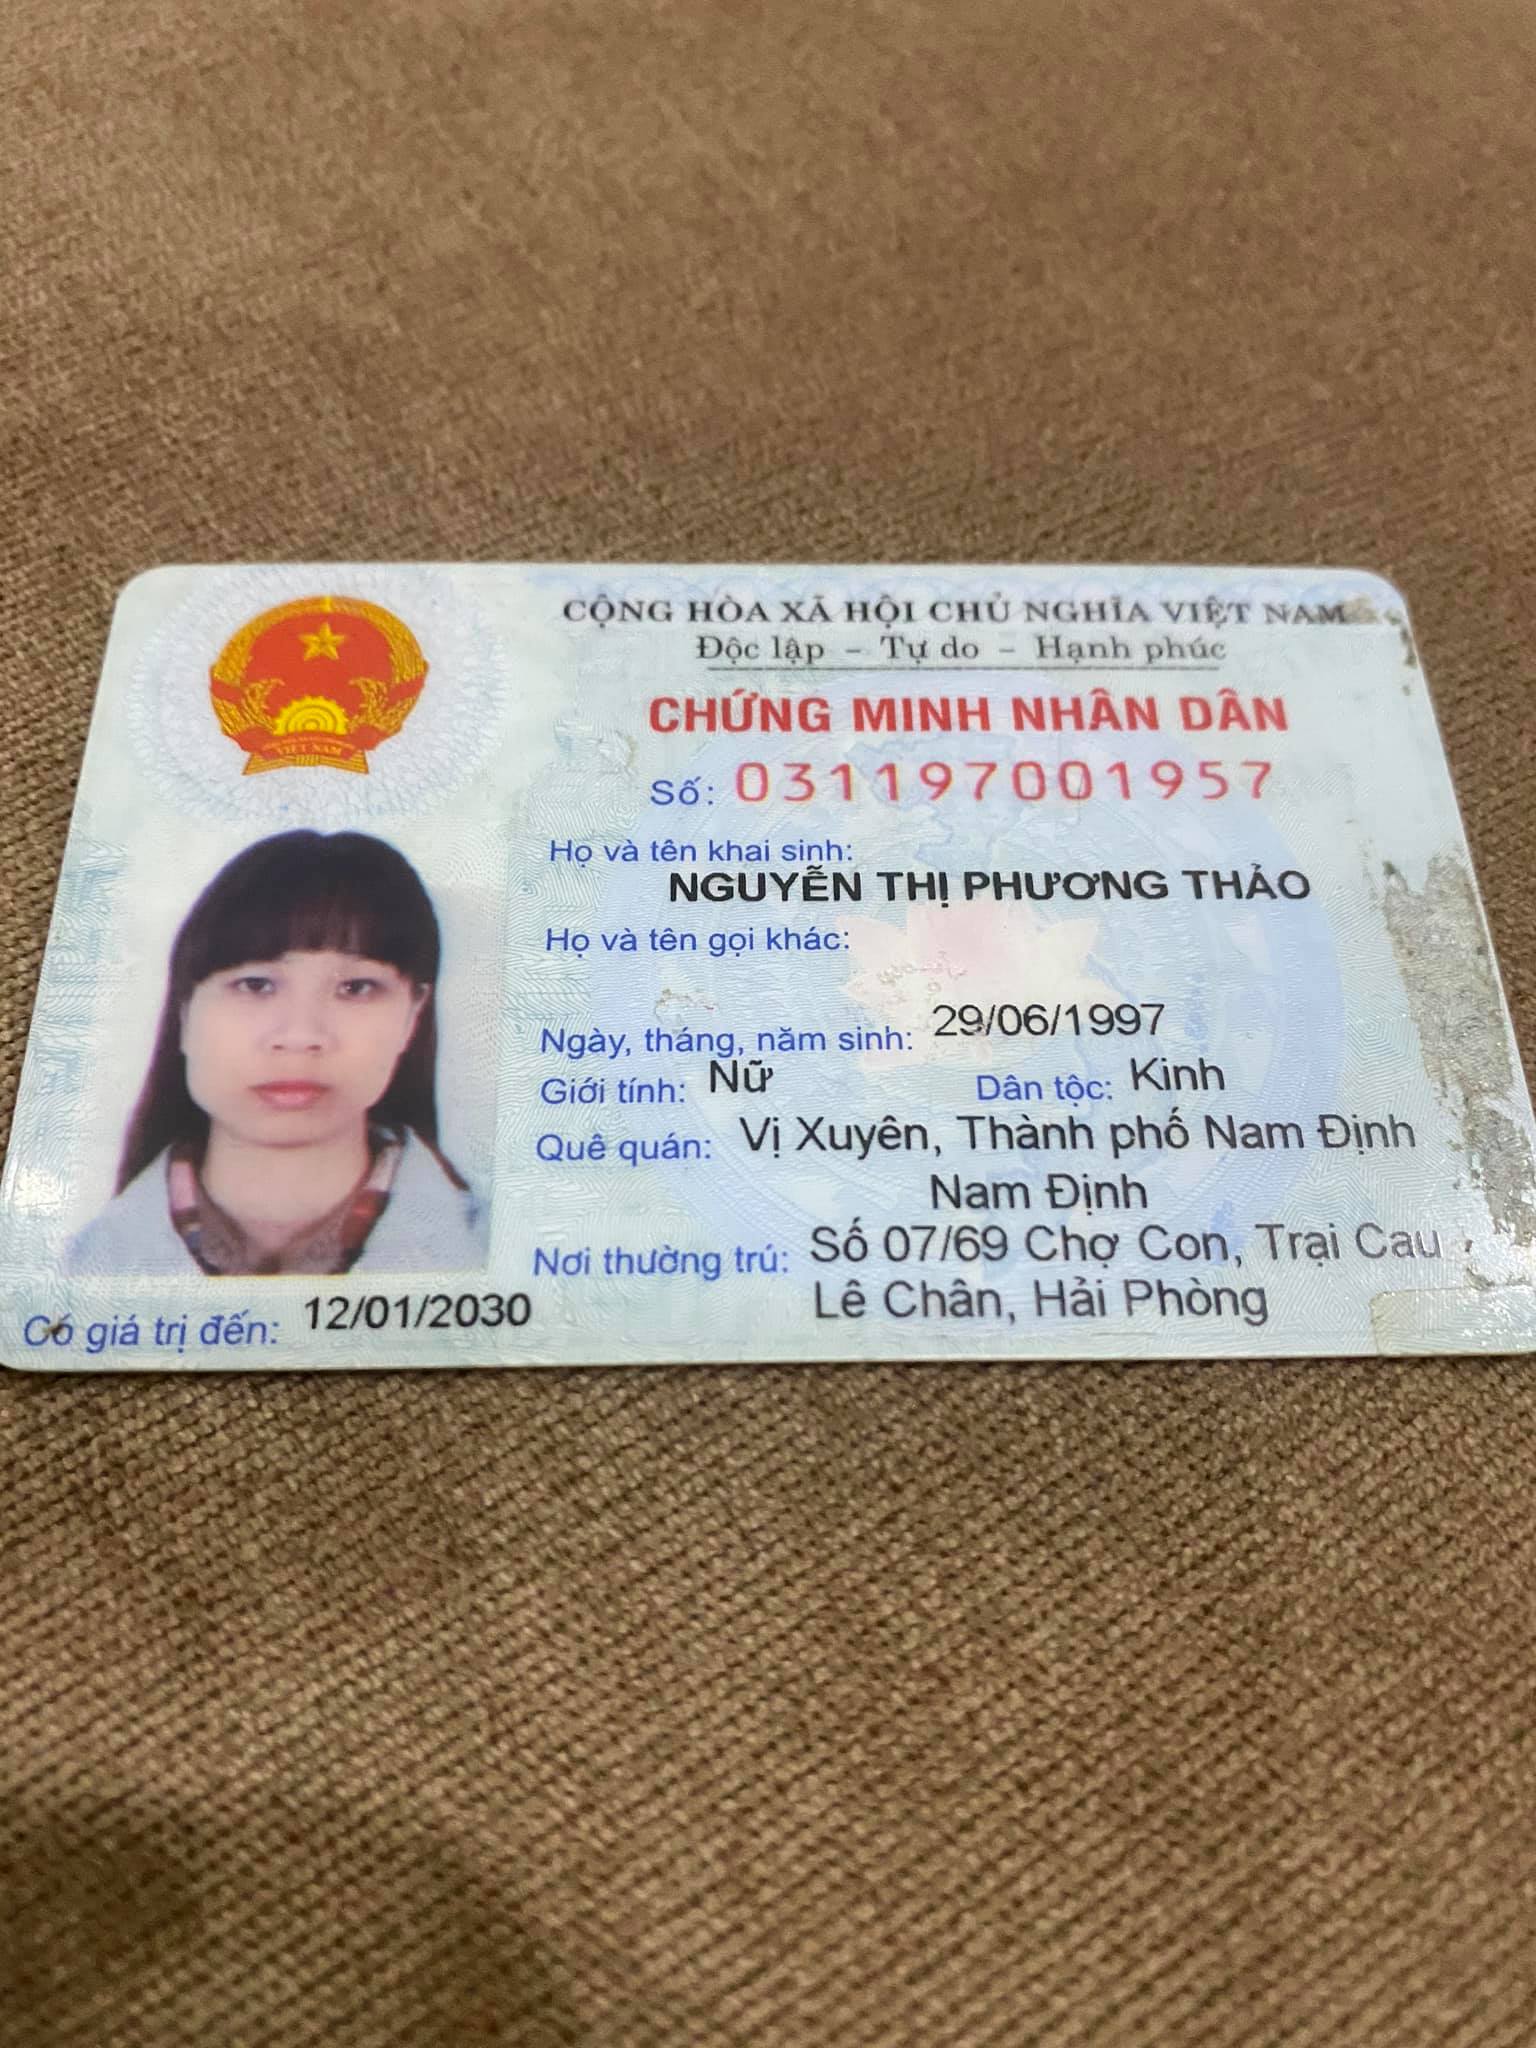 CỘNG HÒA XÃ HỘI CHỦ NGHĨA VIỆT NAM
Độc lập – Tự do – Hạnh phúc
CHỨNG MINH NHÂN DÂN
Số: 031197001957
Họ và tên khai sinh:
NGUYỄN THỊ PHƯƠNG THẢO
Họ và tên gọi khác:
Ngày, tháng, năm sinh: 29/06/1997
Giới tính: Nữ Dân tộc: Kinh
Quê quán: Vị Xuyên, Thành phố Nam Định
Nam Định
Nơi thường trú: Số 07/69 Chợ Con, Trại Cau
Lê Chân, Hải Phòng
Có giá trị đến: 12/01/2030
VIỆT NAM